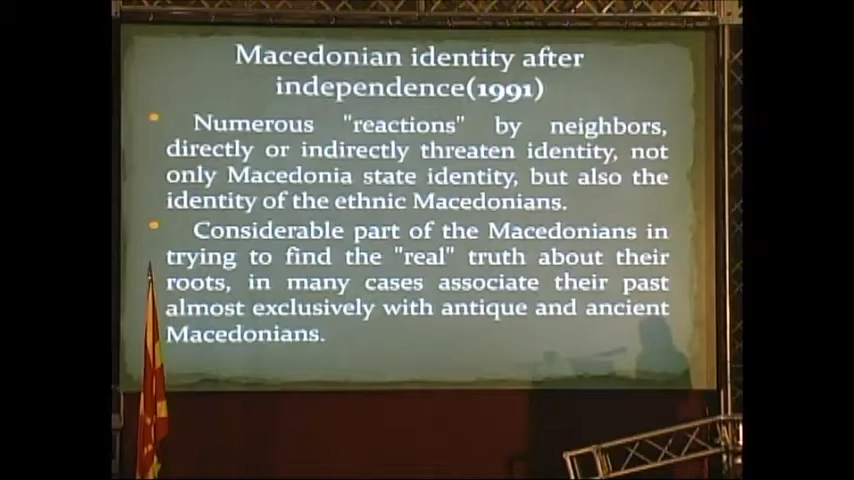 Macedonian identity after
independence(1991)
Numerous "reactions" by neighbors,
directly or indirectly threaten identity, not
only Macedonia state identity, but also the
identity of the ethnic Macedonians.
Considerable part of the Macedonians in
trying to find the "real" truth about their
roots, in many cases associate their past
almost exclusively with antique and ancient
Macedonians.